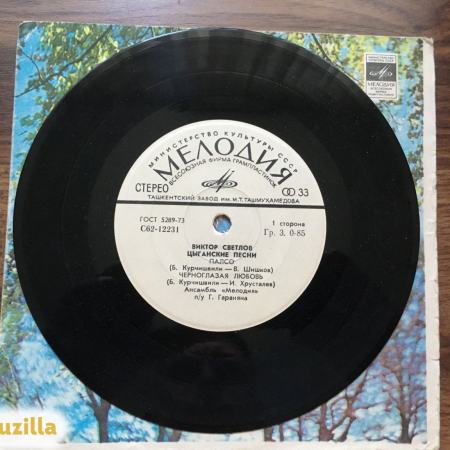 МИНИСТЕРСТВО КУЛЬТУРЫ СССР
МЕЛОДИЯ
ВСЕСОЮЗНАЯ ФИРМА ГРАМПЛАСТИНОК
СТЕРЕО
33
ТАШКЕНТСКИЙ ЗАВОД ИМ. М.Т. ТАШМУХАМЕДОВА
ГОСТ 5289-73
С62-12231
1 сторона
Гр. 3. 0-85
ВИКТОР СВЕТЛОВ
ЦЫГАНСКИЕ ПЕСНИ
ПАДСО
(Б. Курчишвили — В. Шишков)
ЧЕРНОГЛАЗАЯ ЛЮБОВЬ
(Б. Курчишвили — И. Хрусталев)
Ансамбль «Мелодия»
п/у Г. Гараняна
МЕЛОДИЯ
uzilla